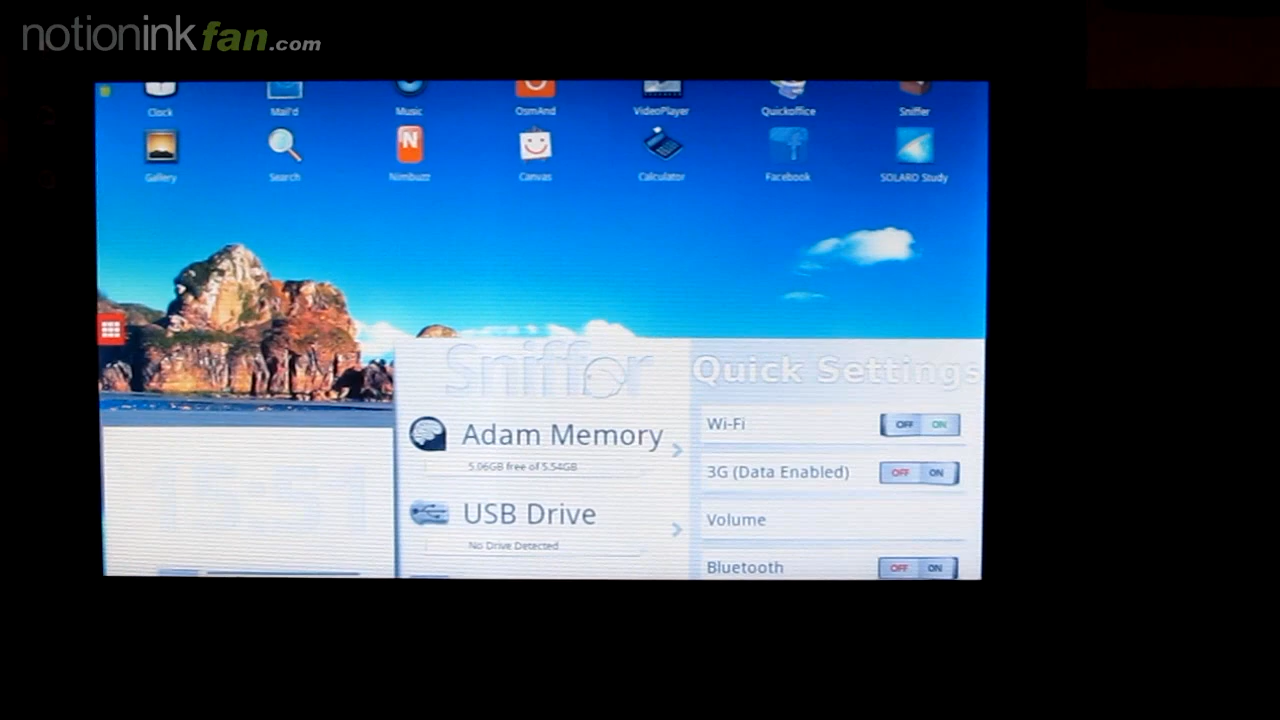 notioninkfan.com
Clock Mail'd Music OsmAnd VideoPlayer Quickoffice Sniffer
Gallery Search Nimbuzz Canvas Calculator Facebook SOLARD Study
Sniffer
Quick Settings
Adam Memory
5.06GB free of 5.54GB
USB Drive
No Drive Detected
Wi-Fi OFF ON
3G (Data Enabled) OFF ON
Volume
Bluetooth OFF ON